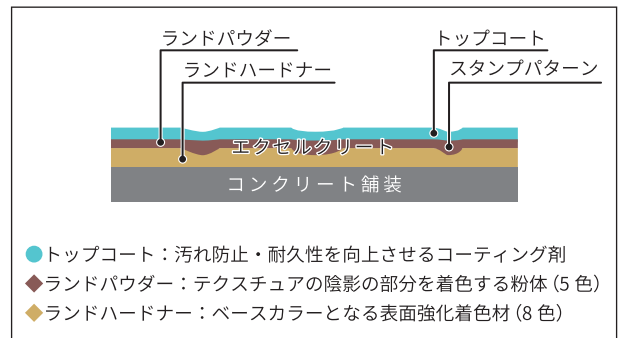 ランドパウダー
トップコート
ランドハードナー
スタンプパターン
エクセルクリート
コンクリート舗装
トップコート：汚れ防止・耐久性を向上させるコーティング剤
ランドパウダー：テクスチュアの陰影の部分を着色する粉体（5 色）
ランドハードナー：ベースカラーとなる表面強化着色材（8 色）